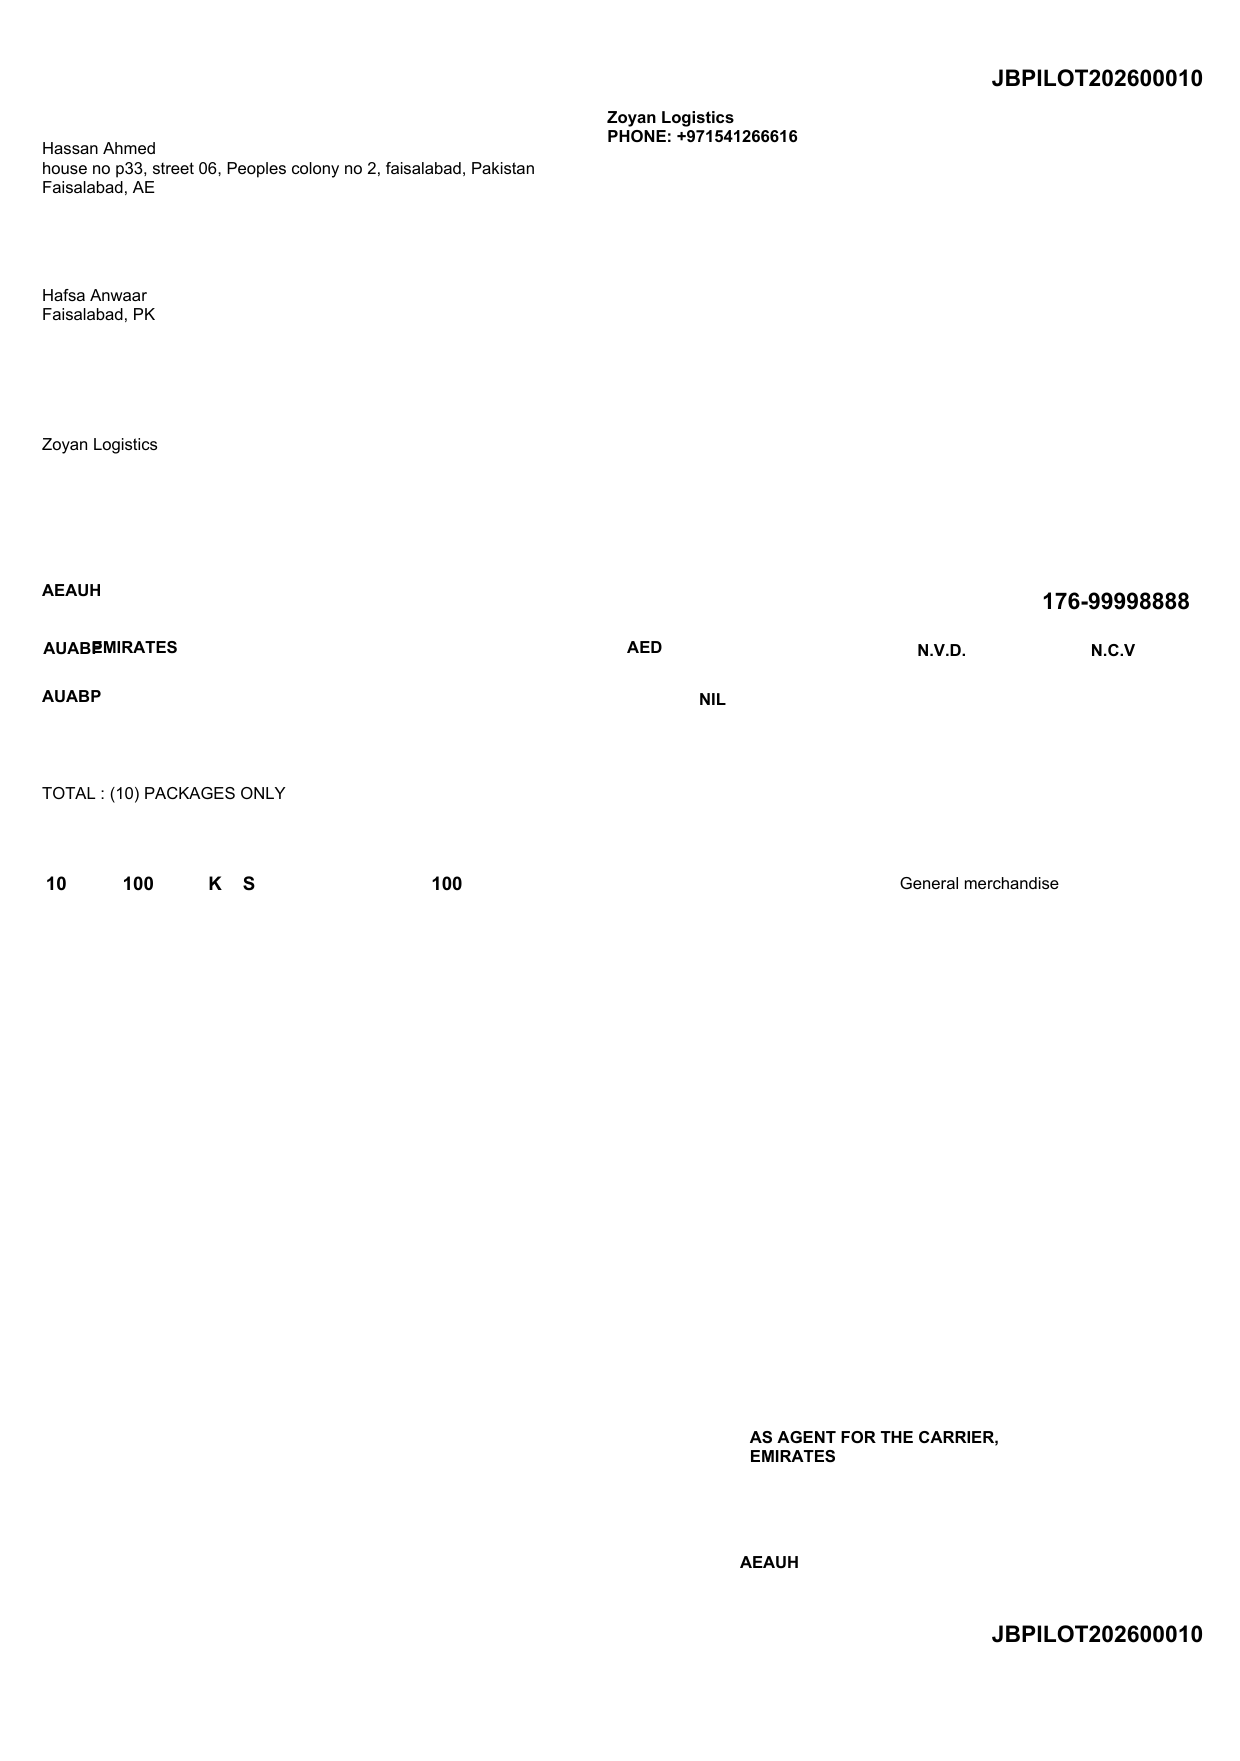 JBPILOT202600010
Zoyan Logistics
PHONE: +971541266616
Hassan Ahmed
house no p33, street 06, Peoples colony no 2, faisalabad, Pakistan
Faisalabad, AE
Hafsa Anwaar
Faisalabad, PK
Zoyan Logistics
AEAUH
176-99998888
AUABP EMIRATES AED N.V.D. N.C.V
AUABP NIL
TOTAL : (10) PACKAGES ONLY
10 100 K S 100 General merchandise
AS AGENT FOR THE CARRIER,
EMIRATES
AEAUH
JBPILOT202600010